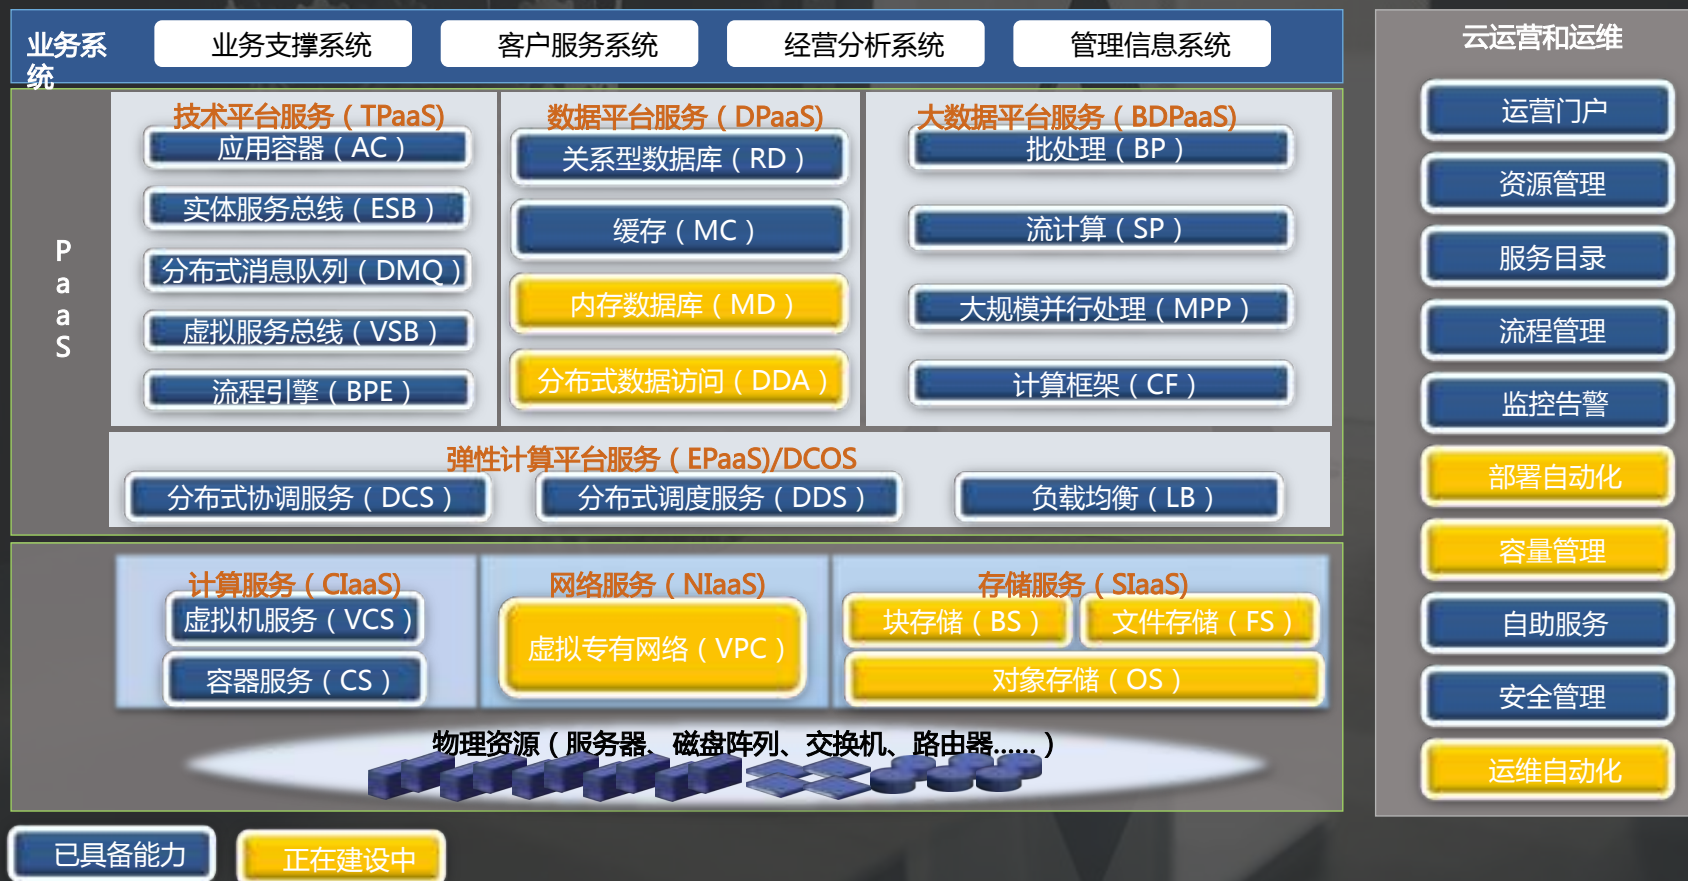 业务系
统
业务支撑系统
客户服务系统
经营分析系统
管理信息系统
PaaS
技术平台服务（TPaaS)
应用容器（AC）
实体服务总线（ESB）
分布式消息队列（DMQ）
虚拟服务总线（VSB）
流程引擎（BPE）
数据平台服务（DPaaS)
关系型数据库（RD）
缓存（MC）
内存数据库（MD）
分布式数据访问（DDA）
大数据平台服务（BDPaaS)
批处理（BP）
流计算（SP）
大规模并行处理（MPP）
计算框架（CF）
弹性计算平台服务（EPaaS)/DCOS
分布式协调服务（DCS）
分布式调度服务（DDS）
负载均衡（LB）
计算服务（CIaaS)
虚拟机服务（VCS）
容器服务（CS）
网络服务（NIaaS)
虚拟专有网络（VPC）
存储服务（SIaaS)
块存储（BS）
文件存储（FS）
对象存储（OS）
物理资源（服务器、磁盘阵列、交换机、路由器......）
云运营和运维
运营门户
资源管理
服务目录
流程管理
监控告警
部署自动化
容量管理
自助服务
安全管理
运维自动化
已具备能力
正在建设中